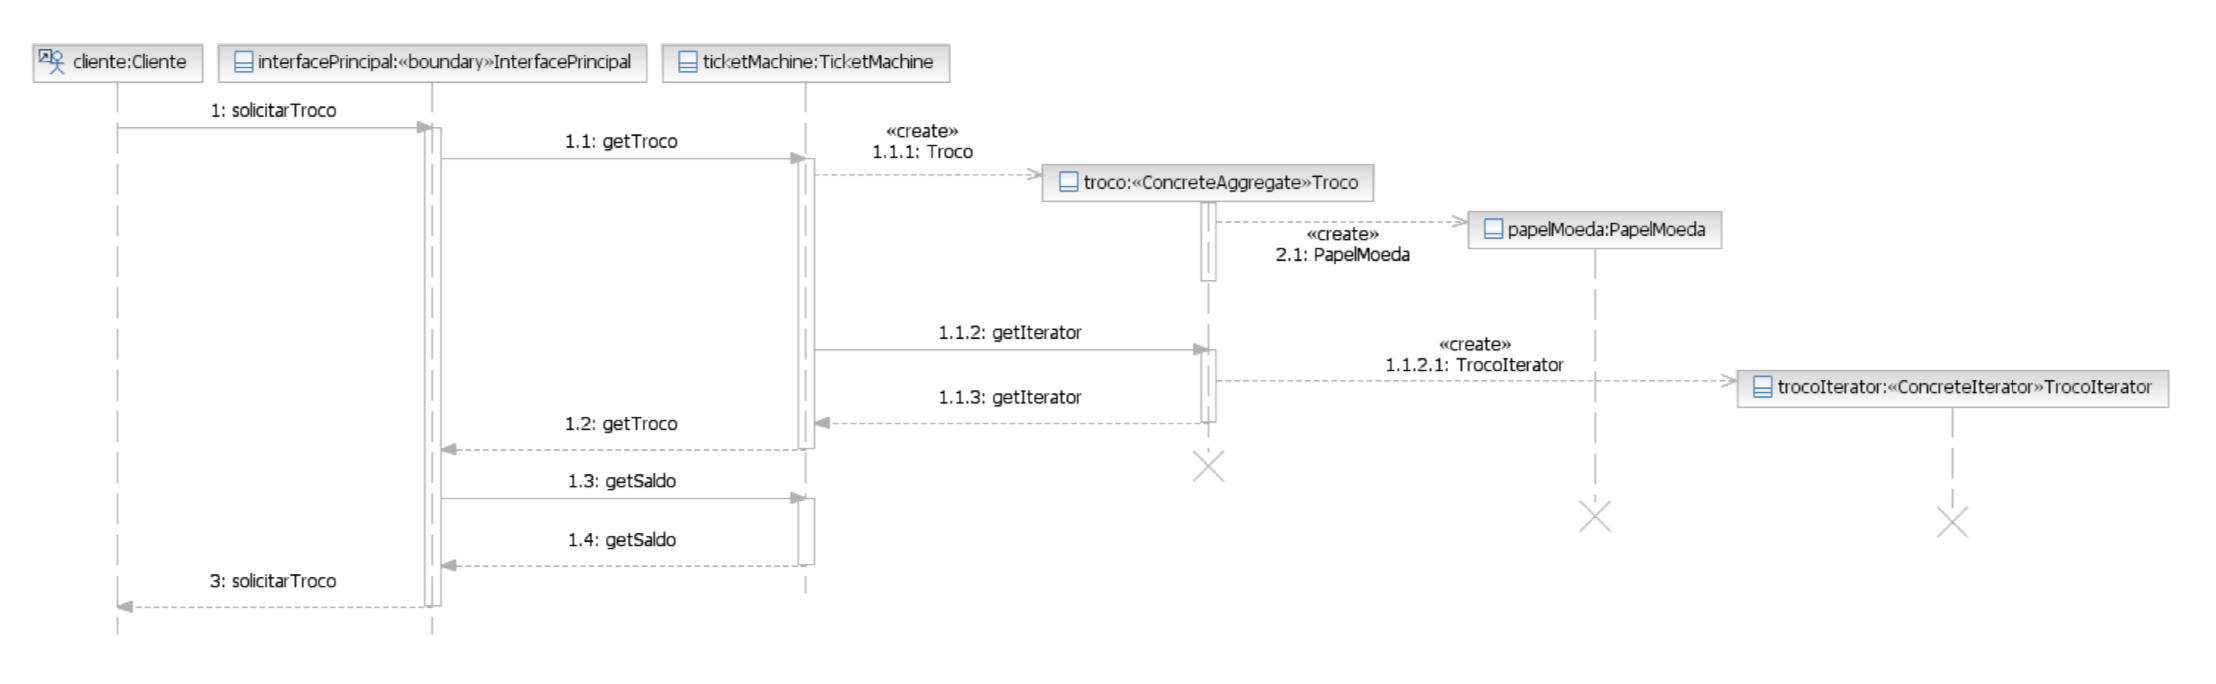 cliente:Cliente
interfacePrincipal:«boundary»InterfacePrincipal
ticketMachine:TicketMachine
1: solicitarTroco
1.1: getTroco
«create»
1.1.1: Troco
troco:«ConcreteAggregate»Troco
«create»
2.1: PapelMoeda
papelMoeda:PapelMoeda
1.1.2: getIterator
«create»
1.1.2.1: TrocoIterator
trocoIterator:«ConcreteIterator»TrocoIterator
1.1.3: getIterator
1.2: getTroco
1.3: getSaldo
1.4: getSaldo
3: solicitarTroco